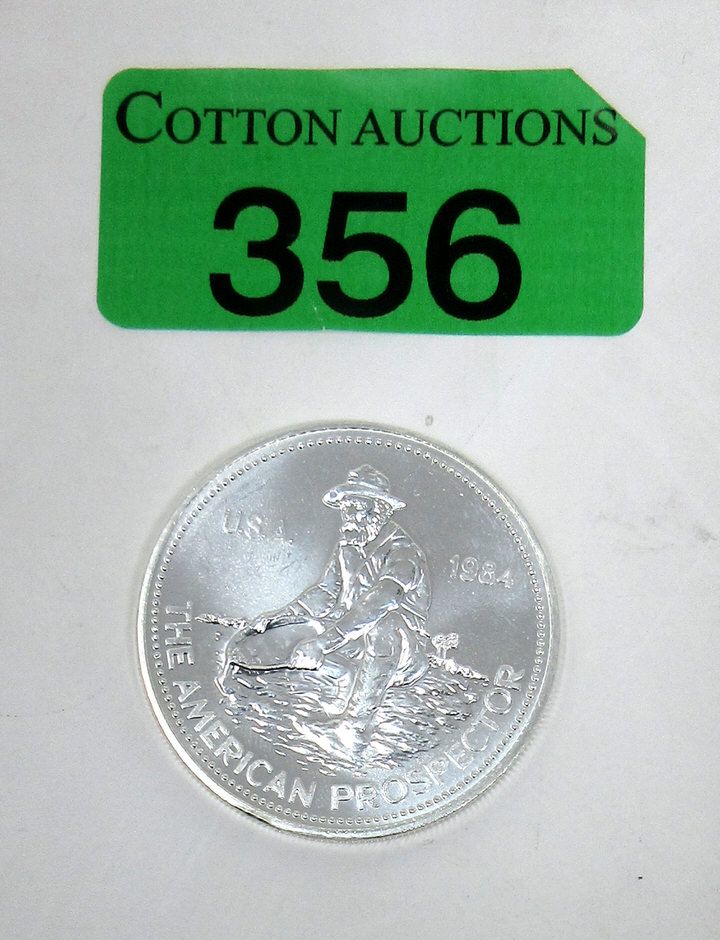 COTTON AUCTIONS
356
U.S.A.
1984
THE AMERICAN PROSPECTOR